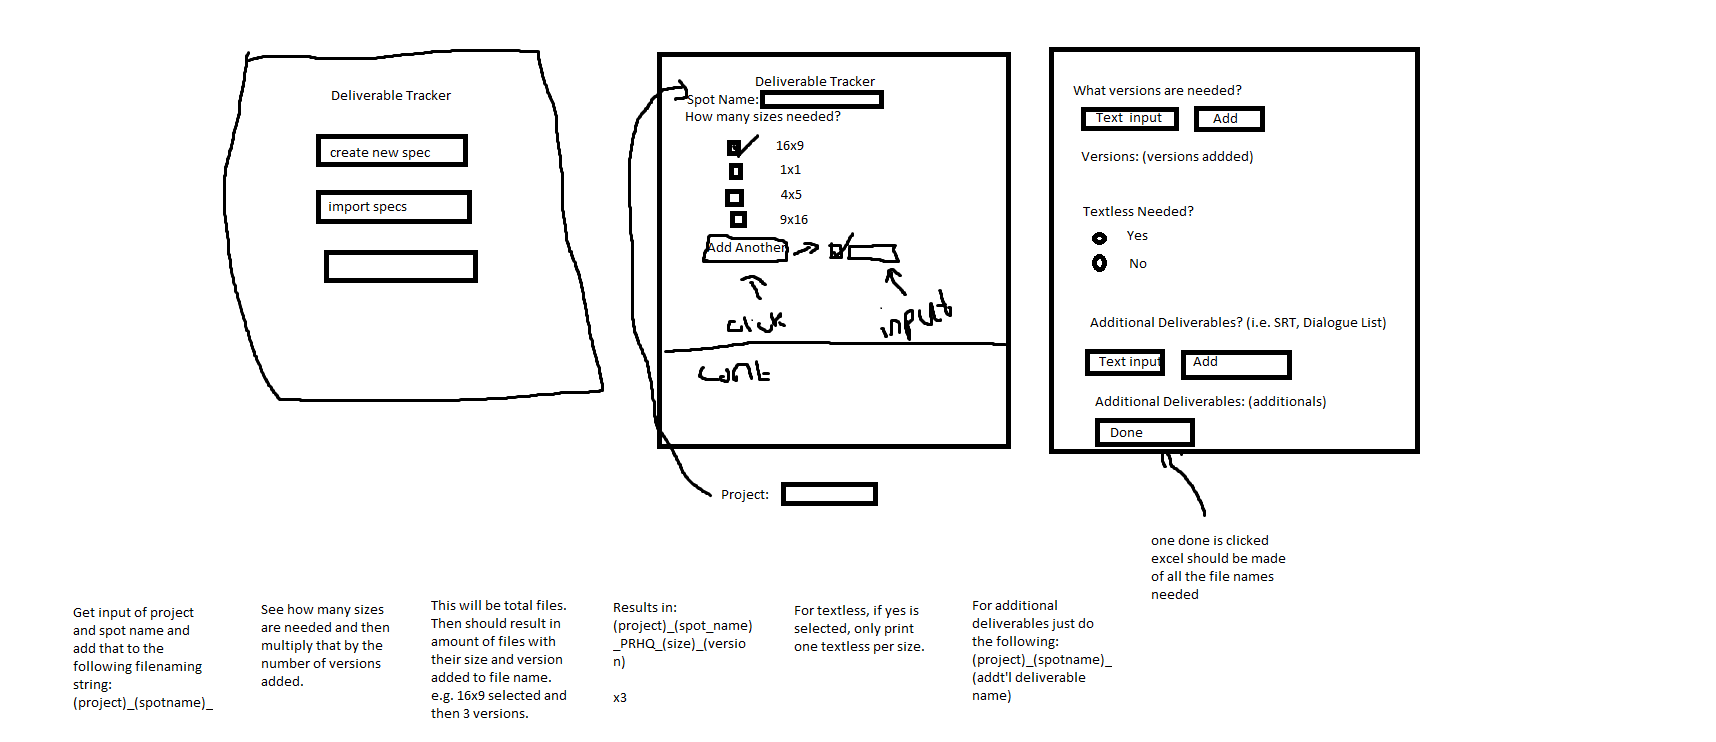 Deliverable Tracker
create new spec
import specs
Deliverable Tracker
Spot Name:
How many sizes needed?
16x9
1x1
4x5
9x16
Add Another
click
input
cont
Project:
What versions are needed?
Text input
Add
Versions: (versions addded)
Textless Needed?
Yes
No
Additional Deliverables? (i.e. SRT, Dialogue List)
Text input
Add
Additional Deliverables: (additionals)
Done
one done is clicked
excel should be made
of all the file names
needed
Get input of project
and spot name and
add that to the
following filenaming
string:
(project)_(spotname)_
See how many sizes
are needed and then
multiply that by the
number of versions
added.
This will be total files.
Then should result in
amount of files with
their size and version
added to file name.
e.g. 16x9 selected and
then 3 versions.
Results in:
(project)_(spot_name)
_PRHQ_(size)_(versio
n)
x3
For textless, if yes is
selected, only print
one textless per size.
For additional
deliverables just do
the following:
(project)_(spotname)_
(addt'l deliverable
name)